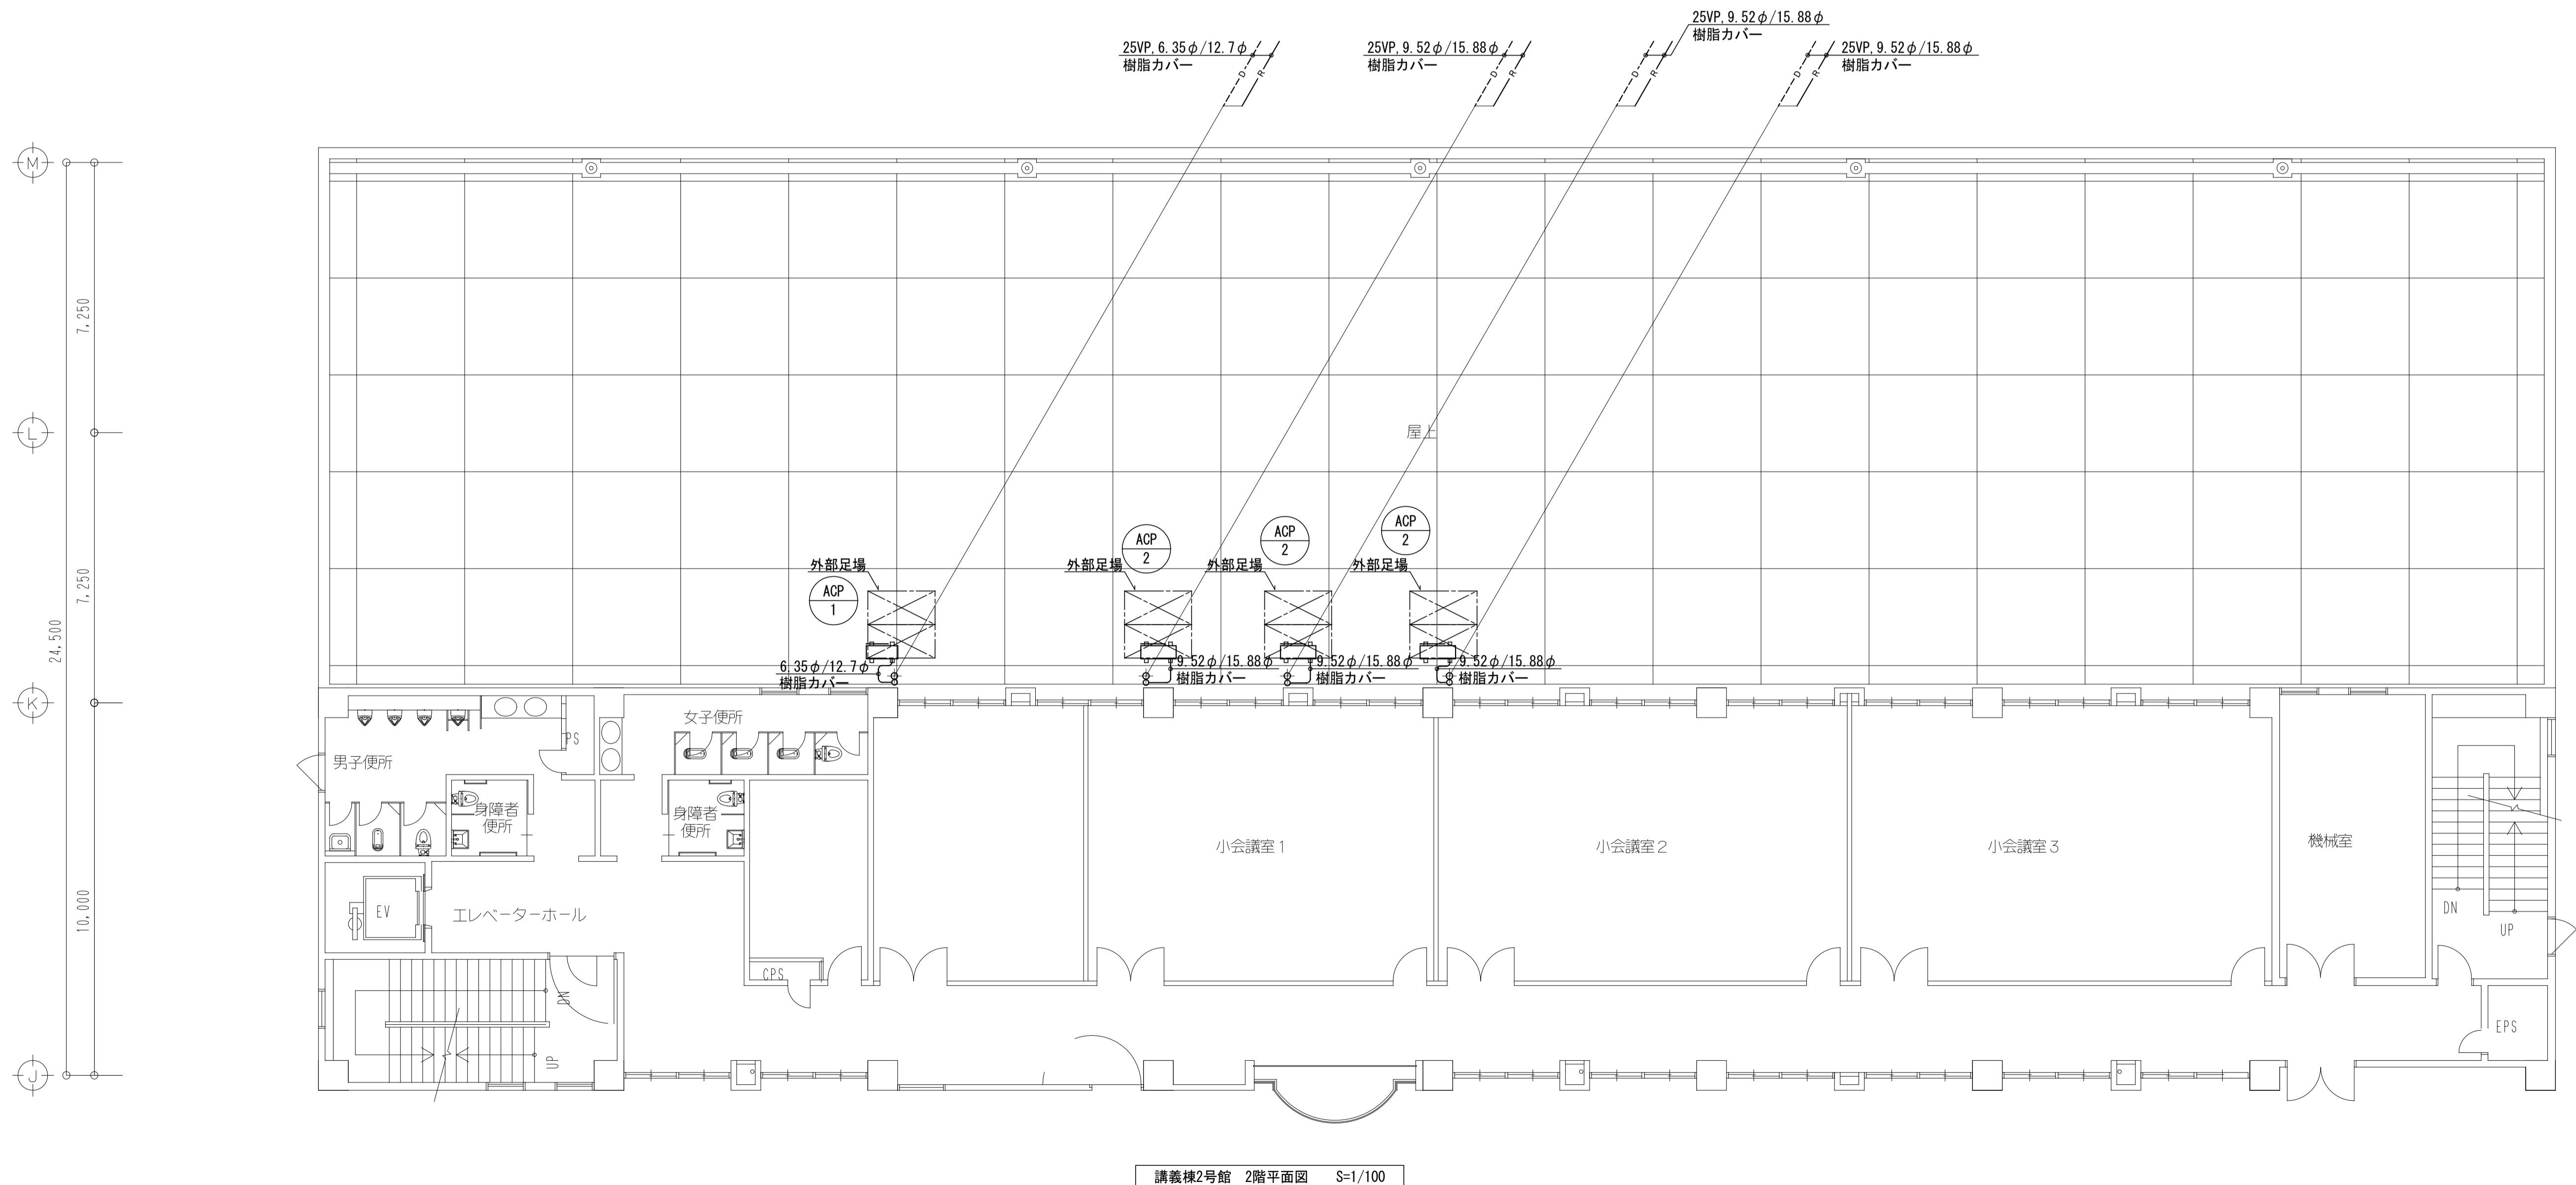 25VP, 9.52φ/15.88φ
樹脂カバー
25VP, 6.35φ/12.7φ
樹脂カバー
25VP, 9.52φ/15.88φ
樹脂カバー
25VP, 9.52φ/15.88φ
樹脂カバー
D
R
D
R
D
R
D
R
M
7,250
L
屋上
7,250
24,500
ACP
1
ACP
2
ACP
2
ACP
2
外部足場
外部足場
外部足場
外部足場
6.35φ/12.7φ
樹脂カバー
9.52φ/15.88φ
樹脂カバー
9.52φ/15.88φ
樹脂カバー
9.52φ/15.88φ
樹脂カバー
K
女子便所
PS
男子便所
身障者
便所
身障者
便所
小会議室1
小会議室2
小会議室3
機械室
10,000
EV
エレベーターホール
CPS
DN
UP
DN
UP
EPS
J
講義棟2号館 2階平面図 S=1/100